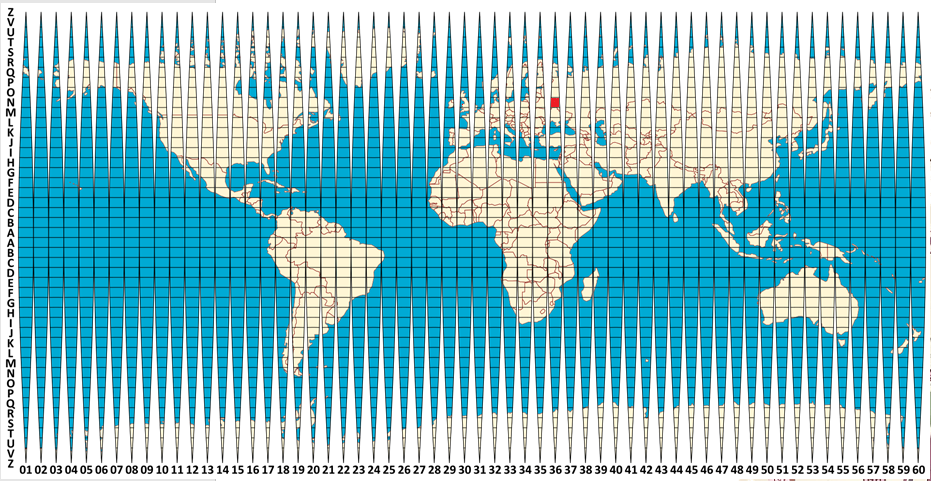 Z
V
U
T
S
R
Q
P
O
N
M
L
K
J
I
H
G
F
E
D
C
B
A
A
B
C
D
E
F
G
H
I
J
K
L
M
N
O
P
Q
R
S
T
U
V
Z
01 02 03 04 05 06 07 08 09 10 11 12 13 14 15 16 17 18 19 20 21 22 23 24 25 26 27 28 29 30 31 32 33 34 35 36 37 38 39 40 41 42 43 44 45 46 47 48 49 50 51 52 53 54 55 56 57 58 59 60